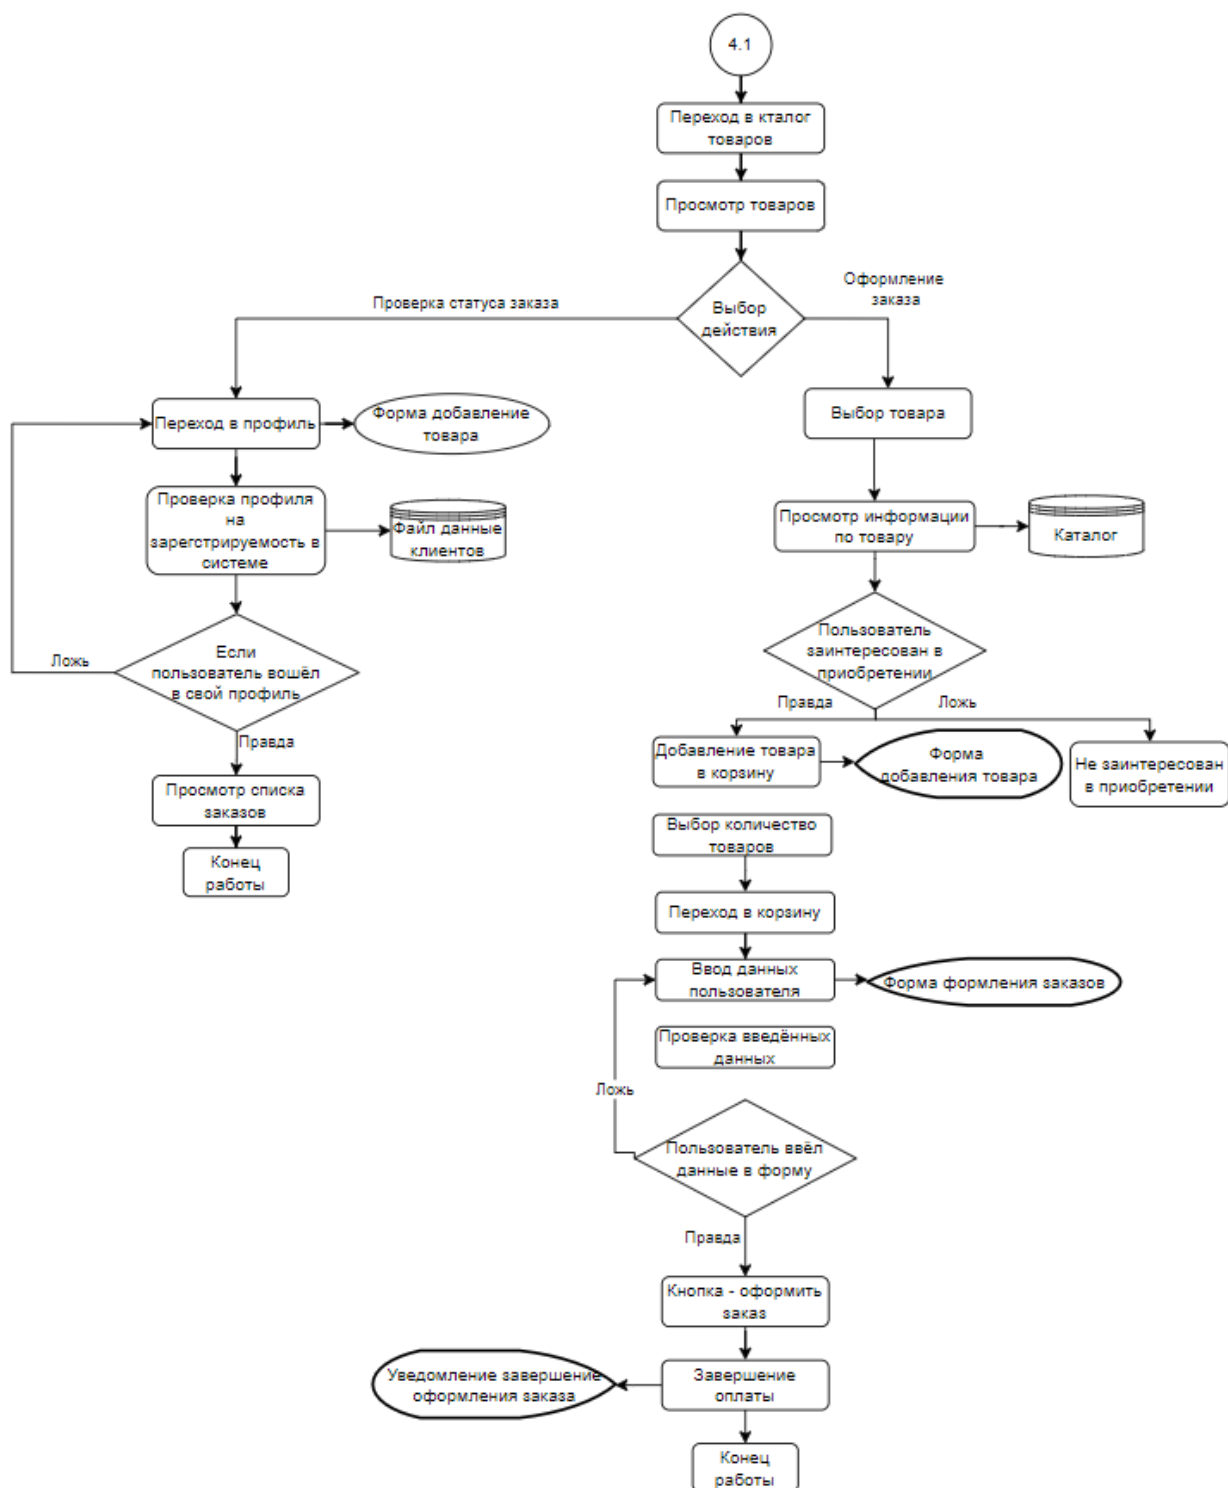 4.1
Переход в кталог
товаров
Просмотр товаров
Выбор
действия
Проверка статуса заказа
Оформление
заказа
Переход в профиль
Форма добавление
товара
Проверка профиля
на
зарегстрируемость в
системе
Файл данные
клиентов
Если
пользователь вошёл
в свой профиль
Ложь
Правда
Просмотр списка
заказов
Конец
работы
Выбор товара
Просмотр информации
по товару
Каталог
Пользователь
заинтересован в
приобретении
Правда
Ложь
Добавление товара
в корзину
Форма
добавления товара
Не заинтересован
в приобретении
Выбор количество
товаров
Переход в корзину
Ввод данных
пользователя
Форма формления заказов
Проверка введённых
данных
Ложь
Пользователь ввёл
данные в форму
Правда
Кнопка - оформить
заказ
Завершение
оплаты
Уведомление завершение
оформления заказа
Конец
работы